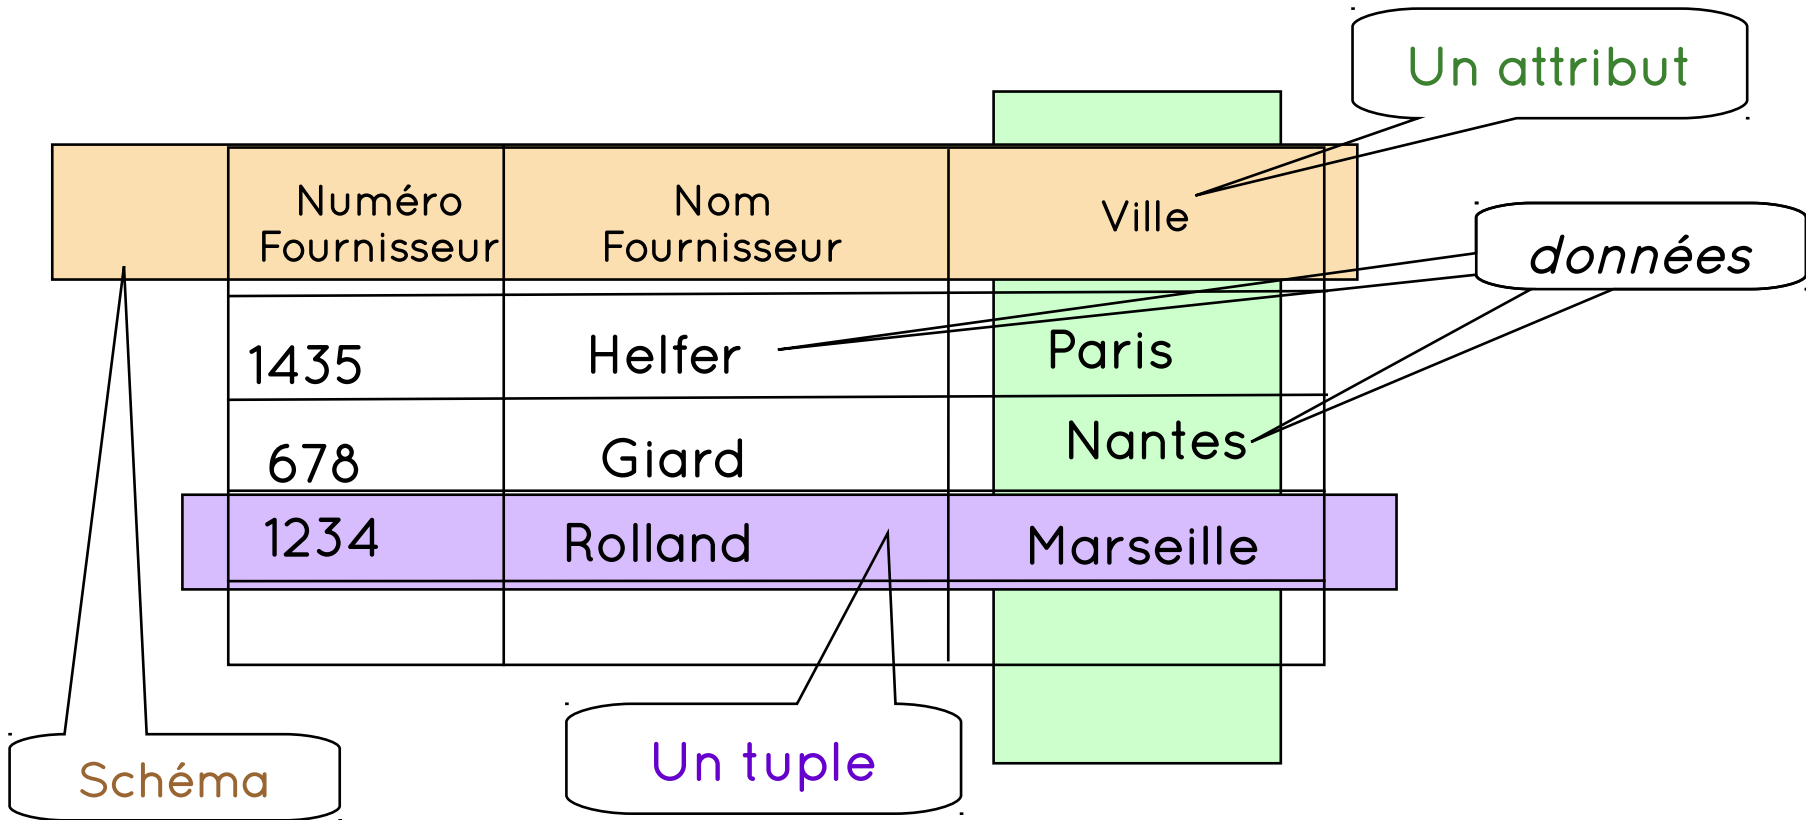 Un attribut
Numéro
Fournisseur
Nom
Fournisseur
Ville
données
1435
Helfer
Paris
678
Giard
Nantes
1234
Rolland
Marseille
Schéma
Un tuple